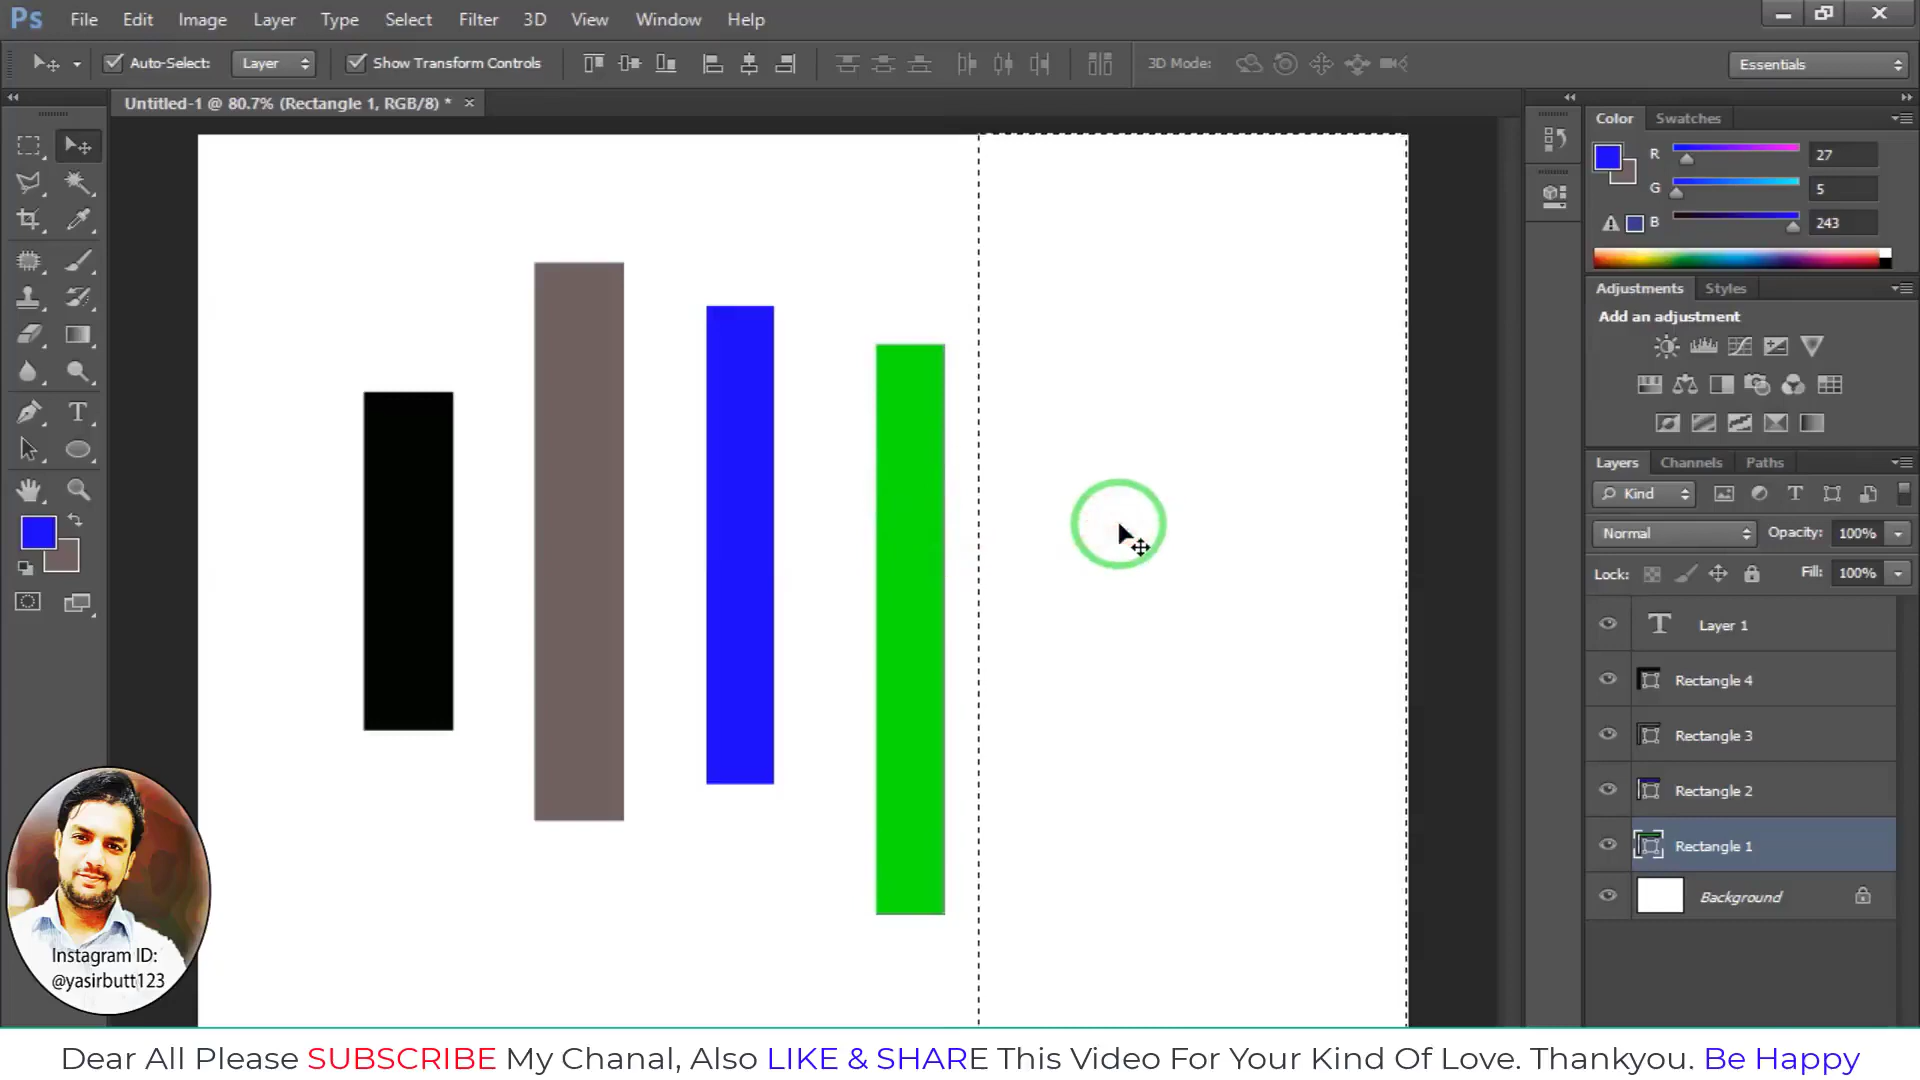 Ps File Edit Image Layer Type Select Filter 3D View Window Help
Auto-Select: Layer Show Transform Controls 3D Mode: Essentials
Untitled-1 @ 80.7% (Rectangle 1, RGB/8) * ×
Color Swatches
R 27
G 5
B 243
Adjustments Styles
Add an adjustment
Layers Channels Paths
Kind
Normal Opacity: 100%
Lock: Fill: 100%
Layer 1
Rectangle 4
Rectangle 3
Rectangle 2
Rectangle 1
Background
Instagram ID:
@yasirbutt123
Dear All Please SUBSCRIBE My Chanal, Also LIKE & SHARE This Video For Your Kind Of Love. Thankyou. Be Happy